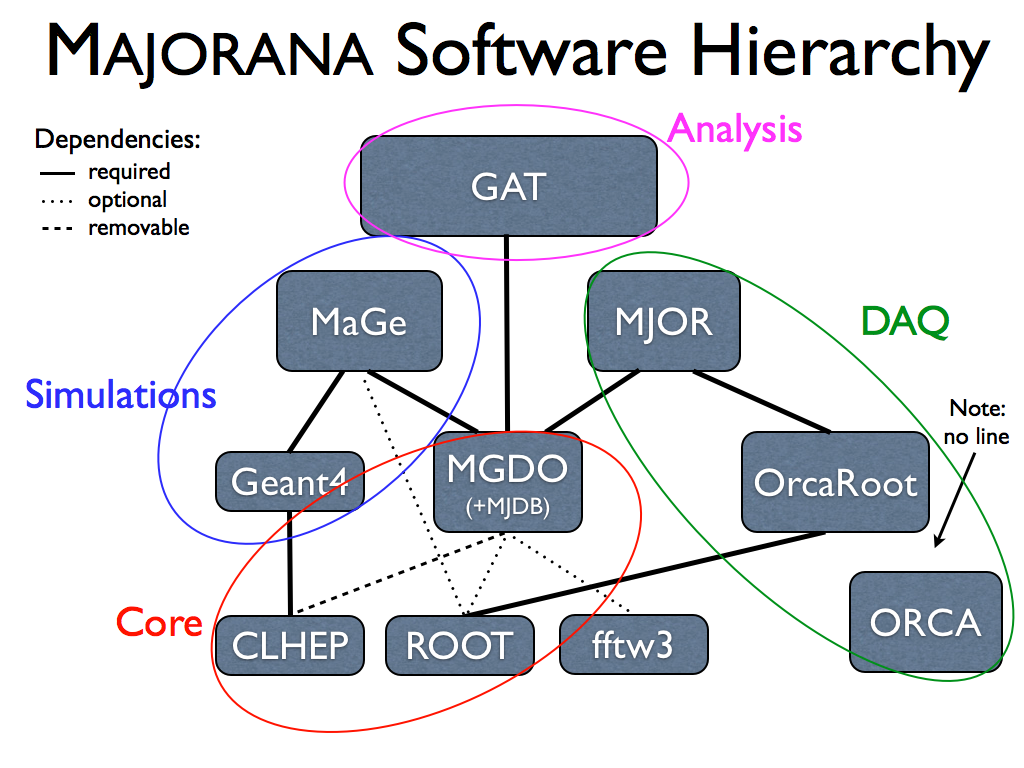 MAJORANA Software Hierarchy
Analysis
Dependencies:
required
optional
removable
GAT
MaGe
MJOR
DAQ
Simulations
Note:
no line
Geant4
MGDO
(+MJDB)
OrcaRoot
Core
CLHEP
ROOT
fftw3
ORCA